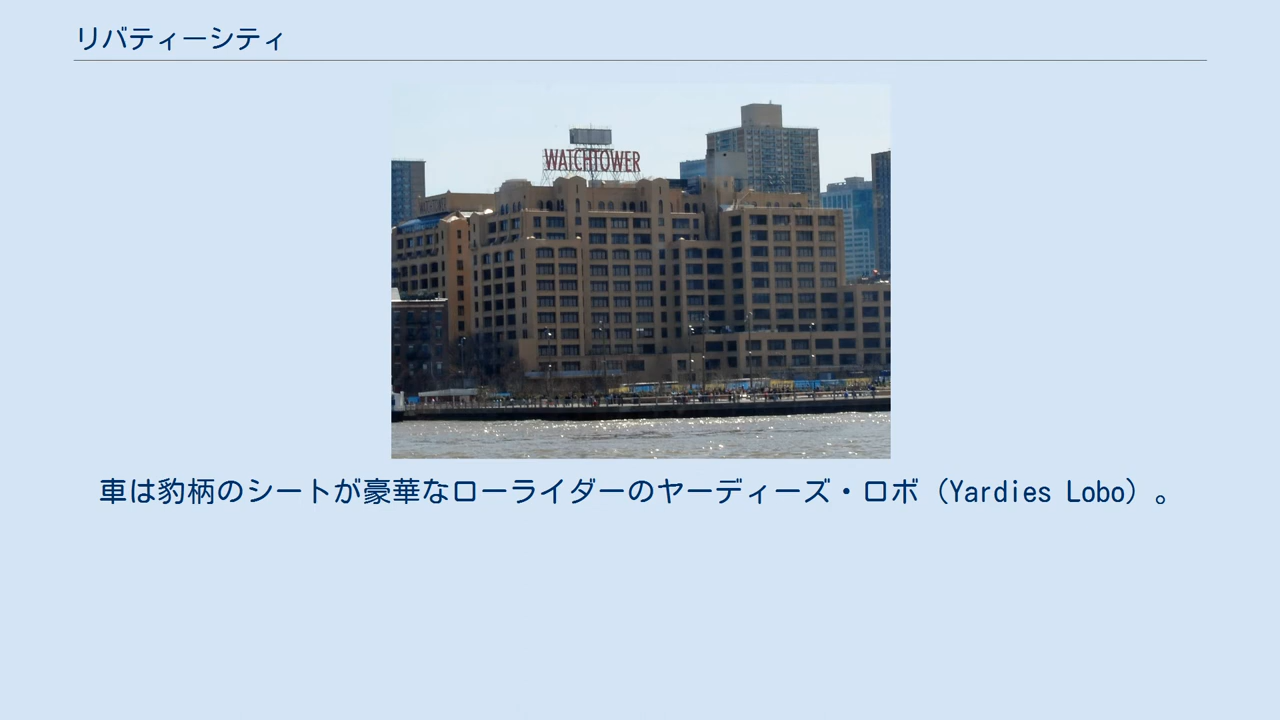 リバティーシティ
WATCHTOWER
車は豹柄のシートが豪華なローライダーのヤーディーズ・ロボ（Yardies Lobo）。